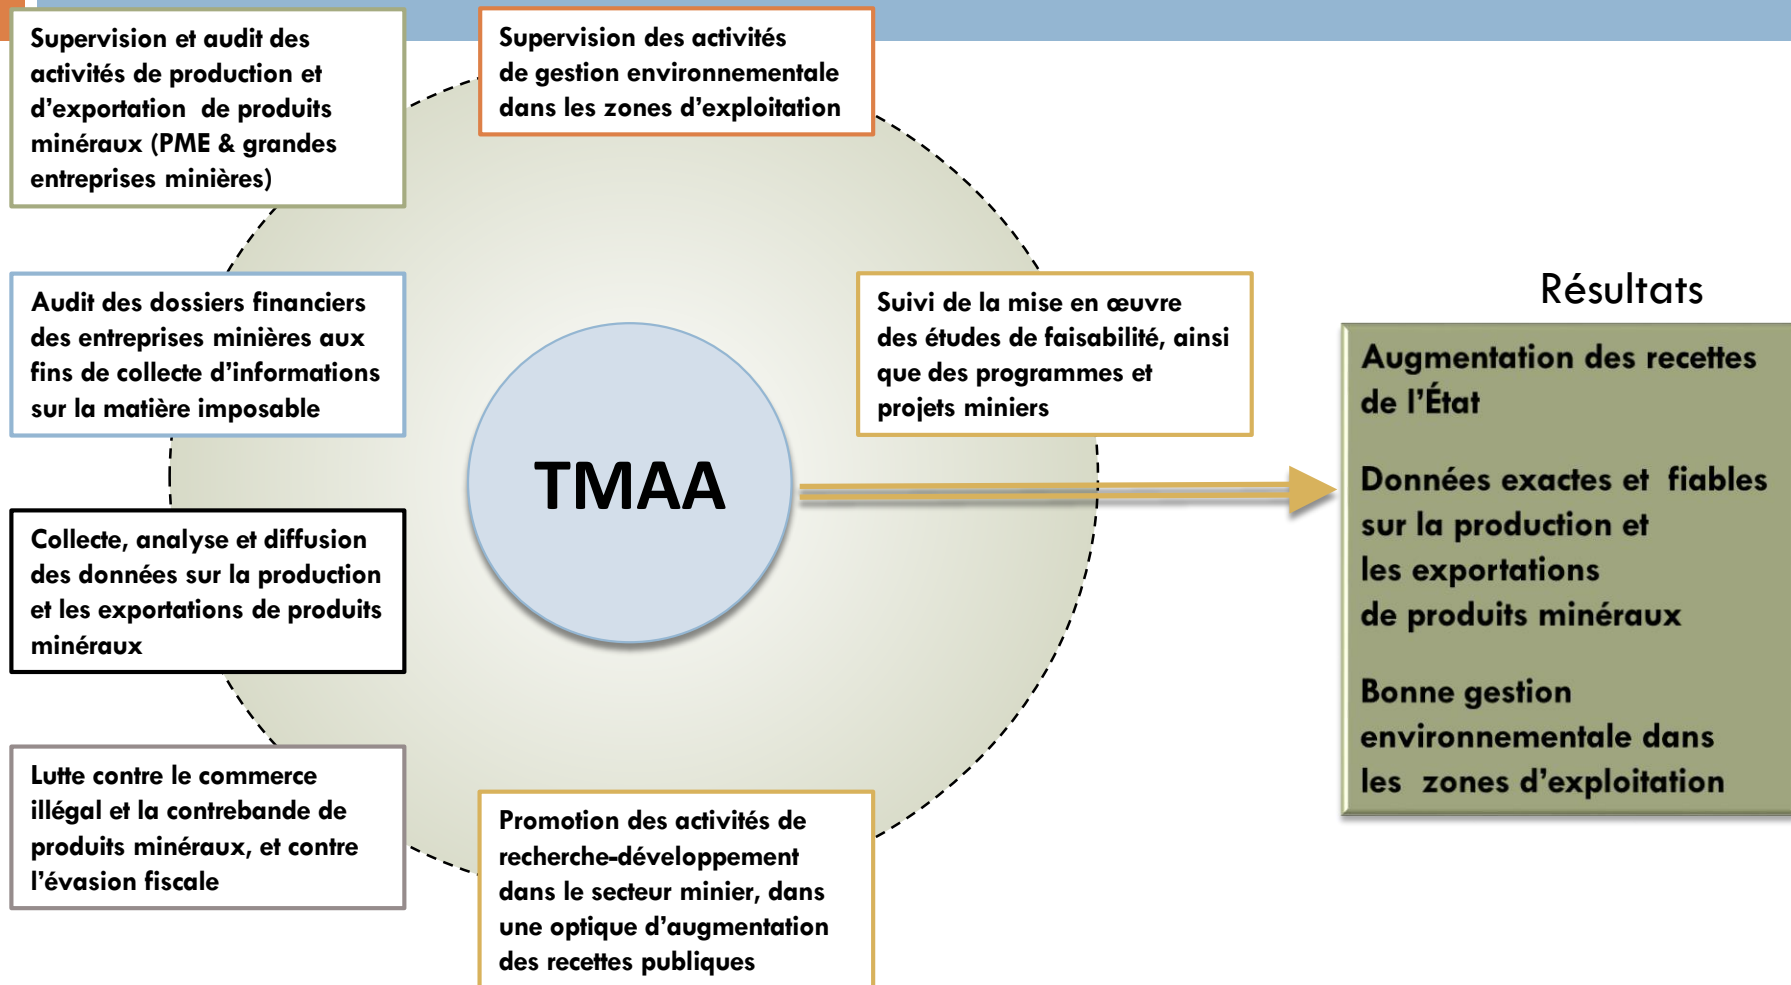 Supervision et audit des
activités de production et
d'exportation de produits
minéraux (PME & grandes
entreprises minières)
Supervision des activités
de gestion environnementale
dans les zones d'exploitation
Audit des dossiers financiers
des entreprises minières aux
fins de collecte d'informations
sur la matière imposable
Suivi de la mise en œuvre
des études de faisabilité, ainsi
que des programmes et
projets miniers
TMAA
Collecte, analyse et diffusion
des données sur la production
et les exportations de produits
minéraux
Lutte contre le commerce
illégal et la contrebande de
produits minéraux, et contre
l'évasion fiscale
Promotion des activités de
recherche-développement
dans le secteur minier, dans
une optique d'augmentation
des recettes publiques
Résultats
Augmentation des recettes
de l'État
Données exactes et fiables
sur la production et
les exportations
de produits minéraux
Bonne gestion
environnementale dans
les zones d'exploitation